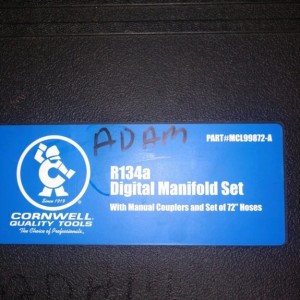 ADAM
PART#MCL99872-A
R134a
Digital Manifold Set
With Manual Couplers and Set of 72" Hoses
Since 1919
CORNWELL
QUALITY TOOLS
"The Choice of Professionals"